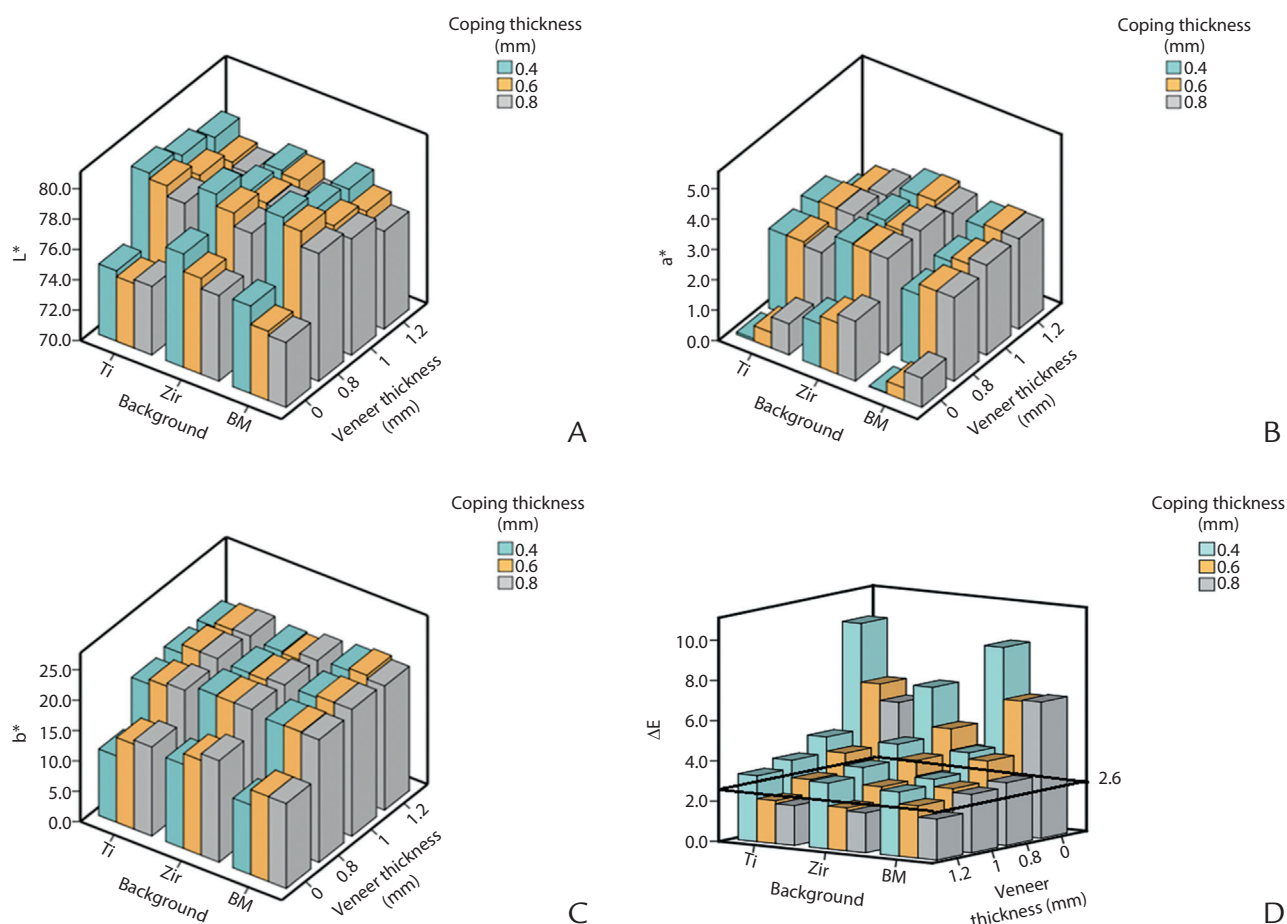 Coping thickness
(mm)
0.4
0.6
0.8
L*
80.0
78.0
76.0
74.0
72.0
70.0
Ti
Zir
BM
Background
0
0.8
1
1.2
Veneer thickness
(mm)
A
Coping thickness
(mm)
0.4
0.6
0.8
a*
5.0
4.0
3.0
2.0
1.0
0.0
Ti
Zir
BM
Background
0
0.8
1
1.2
Veneer thickness
(mm)
B
Coping thickness
(mm)
0.4
0.6
0.8
b*
25.0
20.0
15.0
10.0
5.0
0.0
Ti
Zir
BM
Background
0
0.8
1
1.2
Veneer thickness
(mm)
C
Coping thickness
(mm)
0.4
0.6
0.8
ΔE
10.0
8.0
6.0
4.0
2.0
0.0
2.6
Ti
Zir
BM
Background
1.2
1
0.8
0
Veneer
thickness (mm)
D